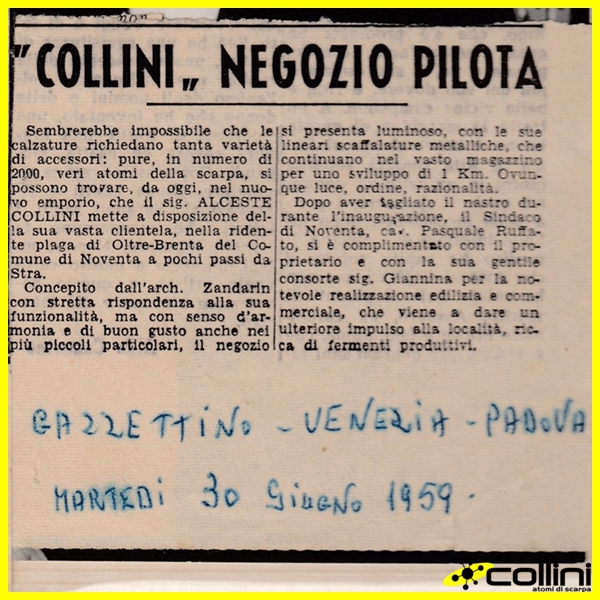 "COLLINI„ NEGOZIO PILOTA
Sembrerebbe impossibile che le
calzature richiedano tanta varietà
di accessori: pure, in numero di
2000, veri atomi della scarpa, si
possono trovare, da oggi, nel nuo-
vo emporio, che il sig. ALCESTE
COLLINI mette a disposizione del-
la sua vasta clientela, nella riden-
te plaga di Oltre-Brenta del Co-
mune di Noventa a pochi passi da
Stra.
Concepito dall'arch. Zandarin
con stretta rispondenza alla sua
funzionalità, ma con senso d'ar-
monia e di buon gusto anche nei
più piccoli particolari, il negozio
si presenta luminoso, con le sue
lineari scaffalature metalliche, che
continuano nel vasto magazzino
per uno sviluppo di 1 Km. Ovun-
que luce, ordine, razionalità.
Dopo aver tagliato il nastro du-
rante l'inaugurazione, il Sindaco
di Noventa, cav. Pasquale Ruffa-
to, si è complimentato con il pro-
prietario e con la sua gentile
consorte sig. Giannina per la no-
tevole realizzazione edilizia e com-
merciale, che viene a dare un
ulteriore impulso alla località, ric-
ca di fermenti produttivi.
GAZZETTINO - VENEZIA - PADOVA
MARTEDI 30 GIUGNO 1959 -
collini
atomi di scarpa